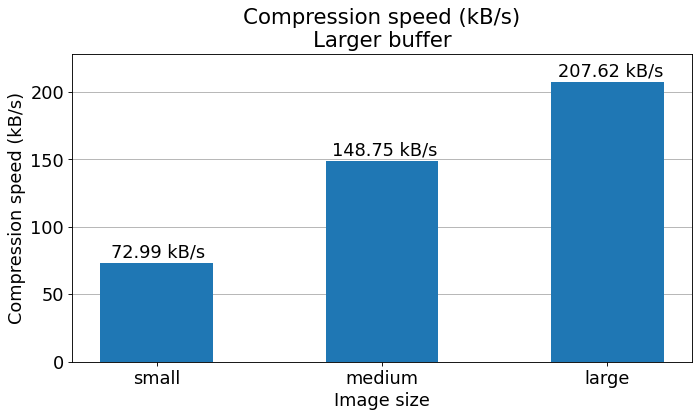 Compression speed (kB/s)
Larger buffer
Compression speed (kB/s)
200
150
100
50
0
72.99 kB/s
148.75 kB/s
207.62 kB/s
small
medium
large
Image size